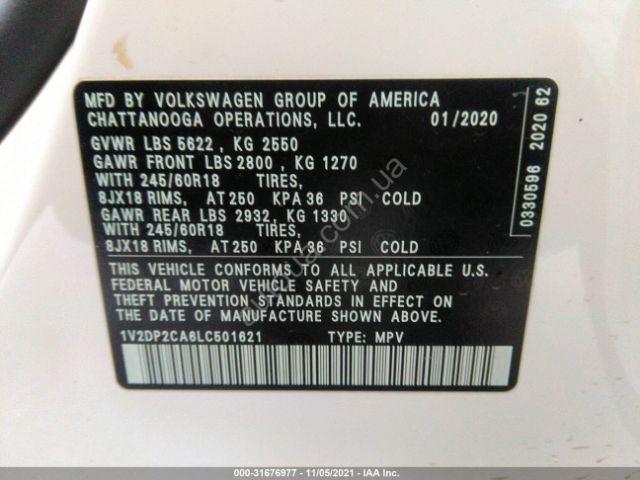 MFD BY VOLKSWAGEN GROUP OF AMERICA
CHATTANOOGA OPERATIONS, LLC. 01/2020
GVWR LBS 5622 , KG 2550
GAWR FRONT LBS 2800 , KG 1270
WITH 245/60R18 TIRES,
8JX18 RIMS, AT 250 KPA 36 PSI COLD
GAWR REAR LBS 2932, KG 1330
WITH 245/60R18 TIRES,
8JX18 RIMS, AT 250 KPA 36 PSI COLD
THIS VEHICLE CONFORMS TO ALL APPLICABLE U.S.
FEDERAL MOTOR VEHICLE SAFETY AND
THEFT PREVENTION STANDARDS IN EFFECT ON
THE DATE OF MANUFACTURE SHOWN ABOVE.
1V2DP2CA6LC501621 TYPE: MPV
0330596 2020 62
000-31676977 - 11/05/2021 - IAA Inc.